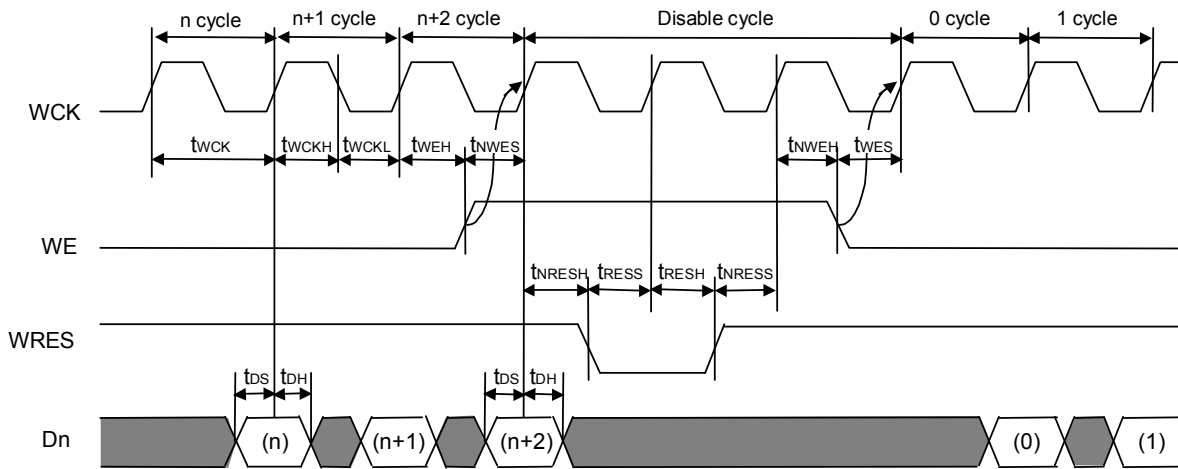 n cycle n+1 cycle n+2 cycle Disable cycle 0 cycle 1 cycle
WCK
tWCK tWCKH tWCKL tWEH tNWES tNWEH tWES
WE
tNRESH tRESS tRESH tNRESS
WRES
tDS tDH tDS tDH
Dn (n) (n+1) (n+2) (0) (1)